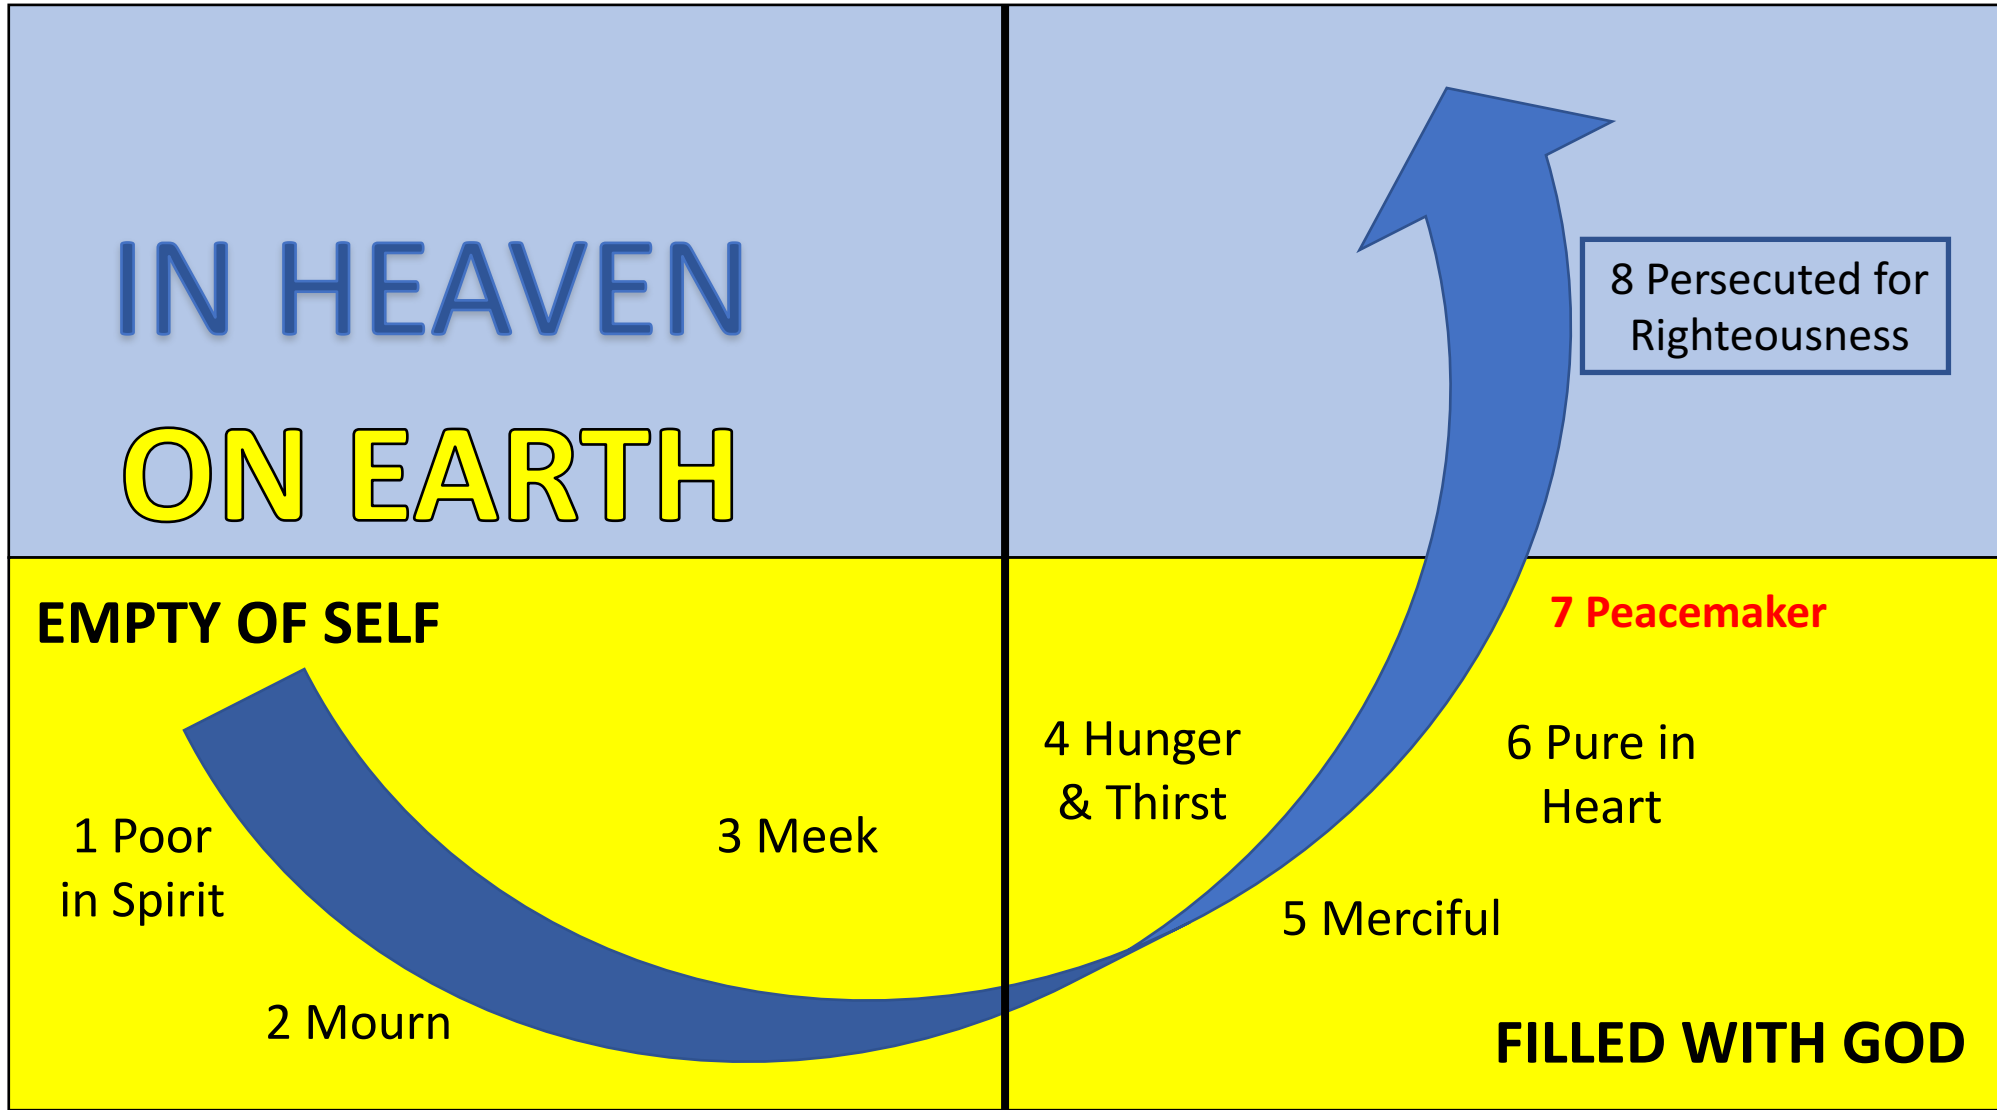 IN HEAVEN
ON EARTH
8 Persecuted for
Righteousness
EMPTY OF SELF
1 Poor
in Spirit
2 Mourn
3 Meek
4 Hunger
& Thirst
5 Merciful
6 Pure in
Heart
7 Peacemaker
FILLED WITH GOD